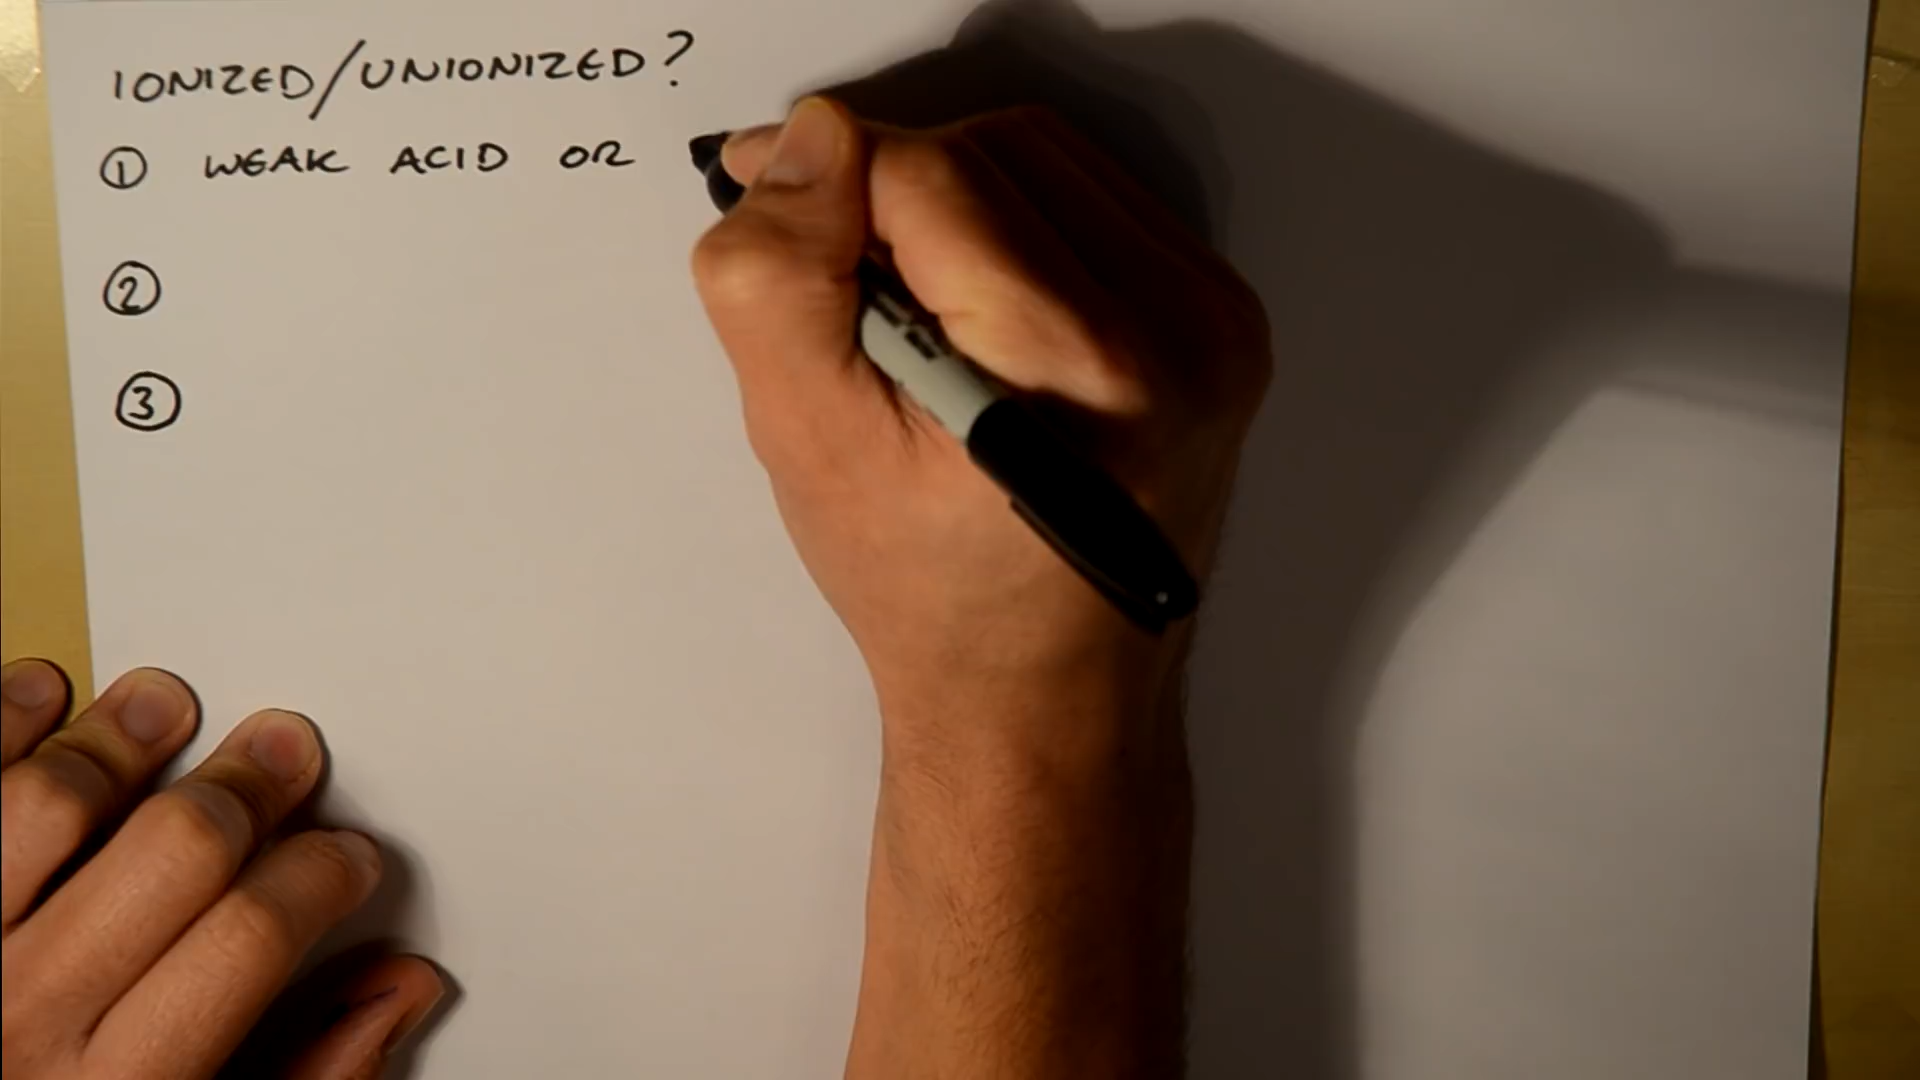 IONIZED/UNIONIZED?
① WEAK ACID OR
②
③